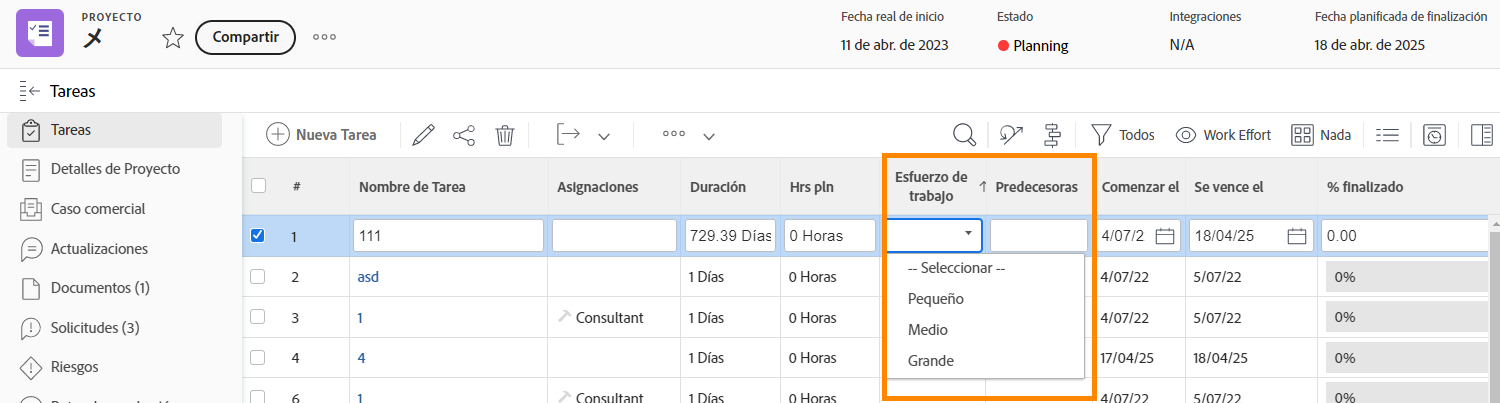 PROYECTO
メ
Compartir
Fecha real de inicio
11 de abr. de 2023
Estado
Planning
Integraciones
N/A
Fecha planificada de finalización
18 de abr. de 2025
Tareas
Tareas
Detalles de Proyecto
Caso comercial
Actualizaciones
Documentos (1)
Solicitudes (3)
Riesgos
Nueva Tarea
Todos
Work Effort
Nada
# Nombre de Tarea Asignaciones Duración Hrs pln Esfuerzo de trabajo Predecesoras Comenzar el Se vence el % finalizado
1 111 729.39 Días 0 Horas 4/07/2 18/04/25 0.00
-- Seleccionar --
Pequeño
Medio
Grande
2 asd 1 Días 0 Horas 4/07/22 5/07/22 0%
3 1 Consultant 1 Días 0 Horas 4/07/22 5/07/22 0%
4 4 1 Días 0 Horas 17/04/25 18/04/25 0%
6 1 Consultant 1 Días 0 Horas 4/07/22 5/07/22 0%